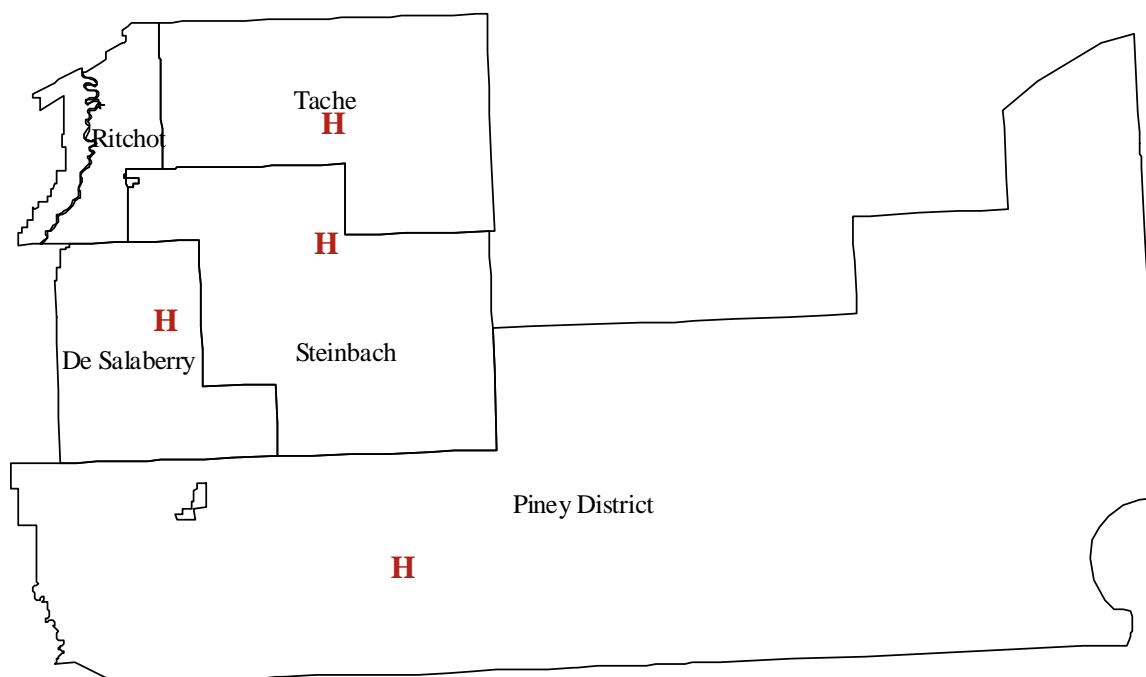 Tache
H
Ritchot
H
H
Steinbach
De Salaberry
Piney District
H